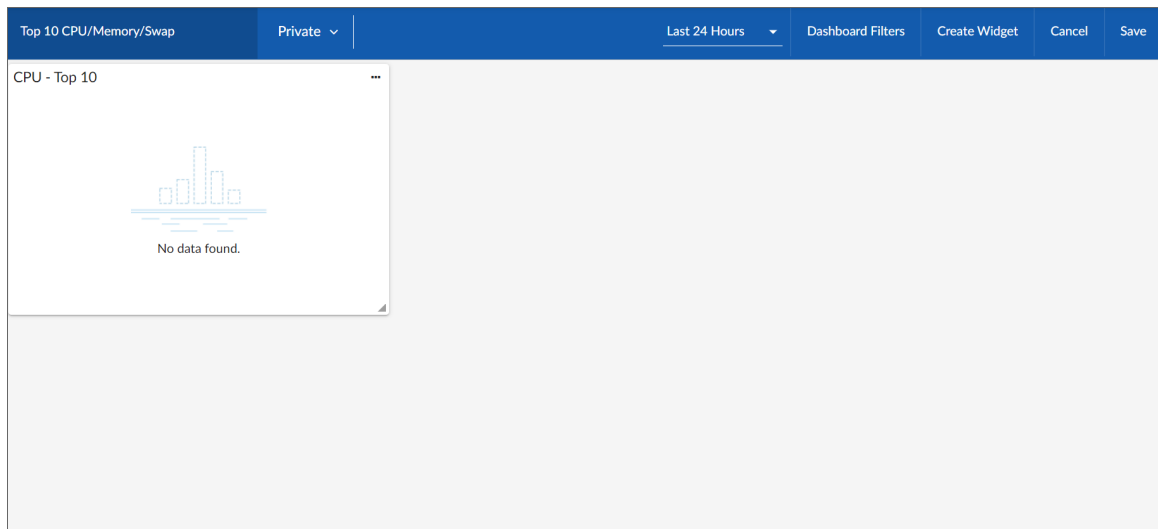 Top 10 CPU/Memory/Swap Private Last 24 Hours Dashboard Filters Create Widget Cancel Save
CPU - Top 10
No data found.